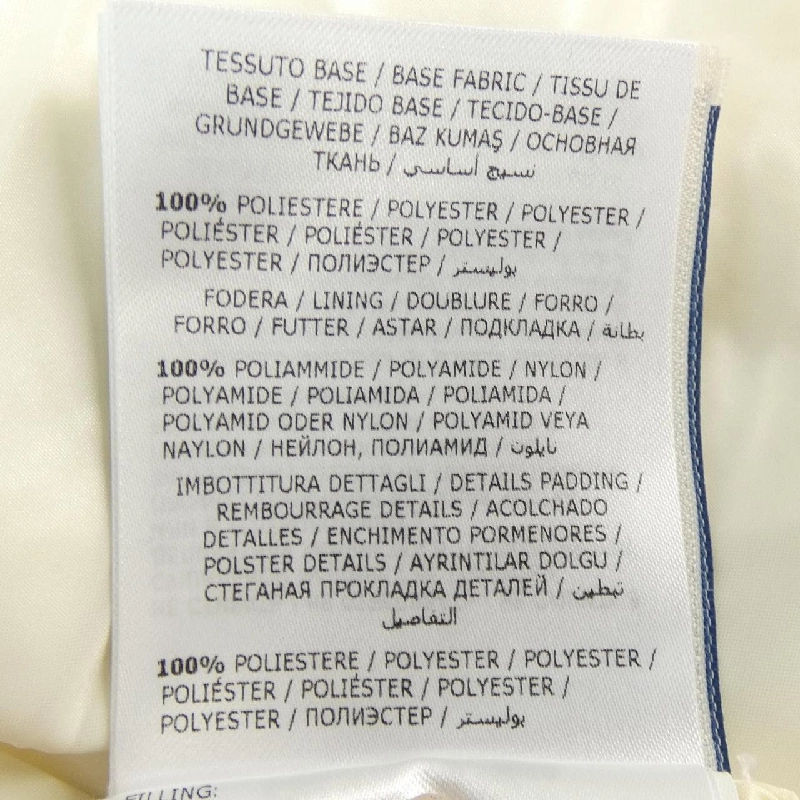 TESSUTO BASE / BASE FABRIC / TISSU DE
BASE / TEJIDO BASE / TECIDO-BASE /
GRUNDGEWEBE / BAZ KUMAŞ / ОСНОВНАЯ
ТКАНЬ / نسيج أساسي
100% POLIESTERE / POLYESTER / POLYESTER /
POLIÉSTER / POLIÉSTER / POLYESTER /
POLYESTER / ПОЛИЭСТЕР / بوليستر
FODERA / LINING / DOUBLURE / FORRO /
FORRO / FUTTER / ASTAR / ПОДКЛАДКА / بطانة
100% POLIAMMIDE / POLYAMIDE / NYLON /
POLYAMIDE / POLIAMIDA / POLIAMIDA /
POLYAMID ODER NYLON / POLYAMID VEYA
NAYLON / НЕЙЛОН, ПОЛИАМИД / نايلون
IMBOTTITURA DETTAGLI / DETAILS PADDING /
REMBOURRAGE DETAILS / ACOLCHADO
DETALLES / ENCHIMENTO PORMENORES /
POLSTER DETAILS / AYRINTILAR DOLGU /
СТЕГАНАЯ ПРОКЛАДКА ДЕТАЛЕЙ / تبطين
التفاصيل
100% POLIESTERE / POLYESTER / POLYESTER /
POLIÉSTER / POLIÉSTER / POLYESTER /
POLYESTER / ПОЛИЭСТЕР / بوليستر
FILLING: